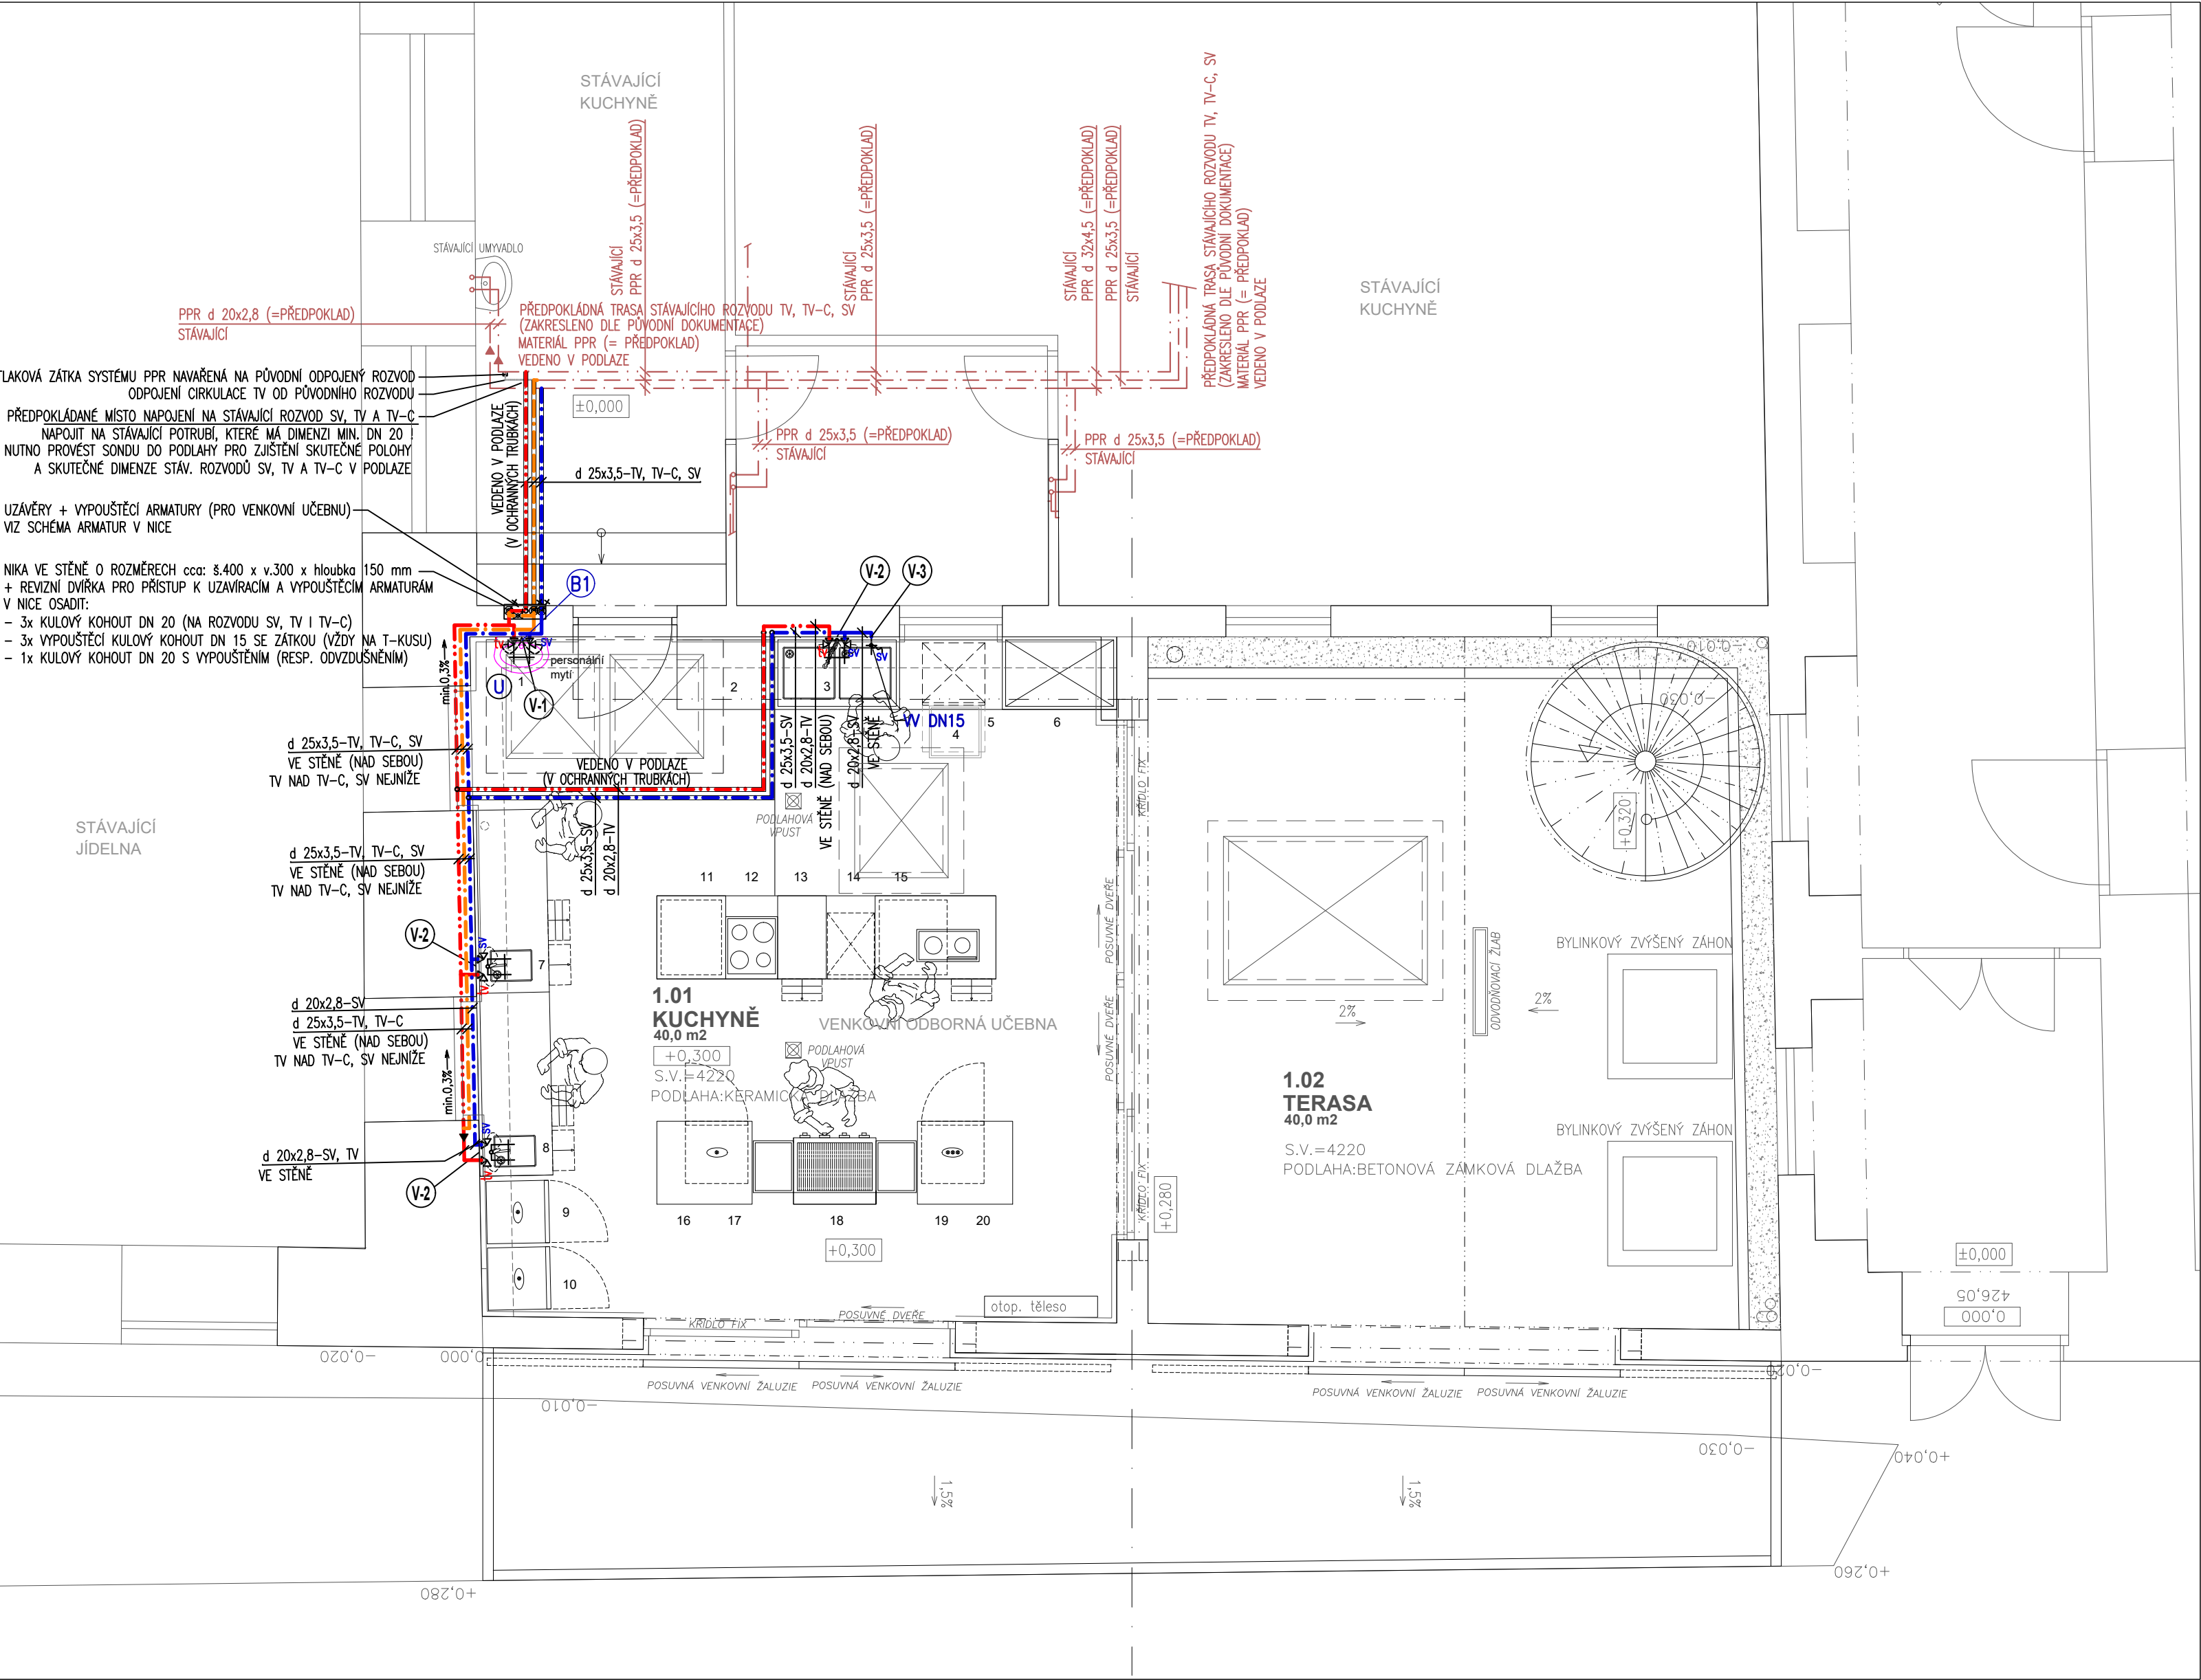 STÁVAJÍCÍ
KUCHYNĚ
STÁVAJÍCÍ UMYVADLO
PPR d 20x2,8 (=PŘEDPOKLAD)
STÁVAJÍCÍ
STÁVAJÍCÍ
PPR d 25x3,5 (=PŘEDPOKLAD)
PŘEDPOKLÁDNÁ TRASA STÁVAJÍCÍHO ROZVODU TV, TV-C, SV
(ZAKRESLENO DLE PŮVODNÍ DOKUMENTACE)
MATERIÁL PPR (= PŘEDPOKLAD)
VEDENO V PODLAZE
STÁVAJÍCÍ
PPR d 25x3,5 (=PŘEDPOKLAD)
STÁVAJÍCÍ
PPR d 32x4,5 (=PŘEDPOKLAD)
PPR d 25x3,5 (=PŘEDPOKLAD)
STÁVAJÍCÍ
PŘEDPOKLÁDNÁ TRASA STÁVAJÍCÍHO ROZVODU TV, TV-C, SV
(ZAKRESLENO DLE PŮVODNÍ DOKUMENTACE)
MATERIÁL PPR (= PŘEDPOKLAD)
VEDENO V PODLAZE
STÁVAJÍCÍ
KUCHYNĚ
TLAKOVÁ ZÁTKA SYSTÉMU PPR NAVAŘENÁ NA PŮVODNÍ ODPOJENÝ ROZVOD
ODPOJENÍ CIRKULACE TV OD PŮVODNÍHO ROZVODU
PŘEDPOKLÁDANÉ MÍSTO NAPOJENÍ NA STÁVAJÍCÍ ROZVOD SV, TV A TV-C
NAPOJIT NA STÁVAJÍCÍ POTRUBÍ, KTERÉ MÁ DIMENZI MIN. DN 20 !
NUTNO PROVÉST SONDU DO PODLAHY PRO ZJIŠTĚNÍ SKUTEČNÉ POLOHY
A SKUTEČNÉ DIMENZE STÁV. ROZVODŮ SV, TV A TV-C V PODLAZE
±0,000
VEDENO V PODLAZE
(V OCHRANNÝCH TRUBKÁCH)
d 25x3,5-TV, TV-C, SV
PPR d 25x3,5 (=PŘEDPOKLAD)
STÁVAJÍCÍ
PPR d 25x3,5 (=PŘEDPOKLAD)
STÁVAJÍCÍ
UZÁVĚRY + VYPOUŠTĚCÍ ARMATURY (PRO VENKOVNÍ UČEBNU)
VIZ SCHÉMA ARMATUR V NICE
NIKA VE STĚNĚ O ROZMĚRECH cca: š.400 x v.300 x hloubka 150 mm
+ REVIZNÍ DVÍŘKA PRO PŘÍSTUP K UZAVÍRACÍM A VYPOUŠTĚCÍM ARMATURÁM
V NICE OSADIT:
- 3x KULOVÝ KOHOUT DN 20 (NA ROZVODU SV, TV I TV-C)
- 3x VYPOUŠTĚCÍ KULOVÝ KOHOUT DN 15 SE ZÁTKOU (VŽDY NA T-KUSU)
- 1x KULOVÝ KOHOUT DN 20 S VYPOUŠTĚNÍM (RESP. ODVZDUŠNĚNÍM)
B1
V-2
V-3
TV
SV
personální
mytí
U
1
V-1
2
3
TV
SV
SV
VV DN15
4
5
6
min.0,3%
d 25x3,5-TV, TV-C, SV
VE STĚNĚ (NAD SEBOU)
TV NAD TV-C, SV NEJNÍŽE
VEDENO V PODLAZE
(V OCHRANNÝCH TRUBKÁCH)
d 25x3,5-SV
d 20x2,8-TV
VE STĚNĚ (NAD SEBOU)
d 20x2,8-SV
VE STĚNĚ
PODLAHOVÁ
VPUST
d 25x3,5-SV
d 20x2,8-TV
STÁVAJÍCÍ
JÍDELNA
d 25x3,5-TV, TV-C, SV
VE STĚNĚ (NAD SEBOU)
TV NAD TV-C, SV NEJNÍŽE
11
12
13
14
15
V-2
SV
TV
7
d 20x2,8-SV
d 25x3,5-TV, TV-C
VE STĚNĚ (NAD SEBOU)
TV NAD TV-C, SV NEJNÍŽE
min.0,3%
1.01
KUCHYNĚ
40,0 m2
VENKOVNÍ ODBORNÁ UČEBNA
+0,300
S.V.=4220
PODLAHA:KERAMICKÁ DLAŽBA
PODLAHOVÁ
VPUST
SV
TV
8
d 20x2,8-SV, TV
VE STĚNĚ
V-2
9
10
16
17
18
19
20
+0,300
otop. těleso
KŘÍDLO FIX
POSUVNÉ DVEŘE
KŘÍDLO FIX
POSUVNÉ DVEŘE
POSUVNÉ DVEŘE
KŘÍDLO FIX
+0,280
-0,010
-0,030
+0,320
ODVODŇOVACÍ ŽLAB
2%
2%
BYLINKOVÝ ZVÝŠENÝ ZÁHON
BYLINKOVÝ ZVÝŠENÝ ZÁHON
1.02
TERASA
40,0 m2
S.V.=4220
PODLAHA:BETONOVÁ ZÁMKOVÁ DLAŽBA
±0,000
426,05
0,000
-0,020
0,000
POSUVNÁ VENKOVNÍ ŽALUZIE
POSUVNÁ VENKOVNÍ ŽALUZIE
POSUVNÁ VENKOVNÍ ŽALUZIE
POSUVNÁ VENKOVNÍ ŽALUZIE
-0,020
-0,010
-0,030
+0,040
1,5%
1,5%
+0,280
+0,260